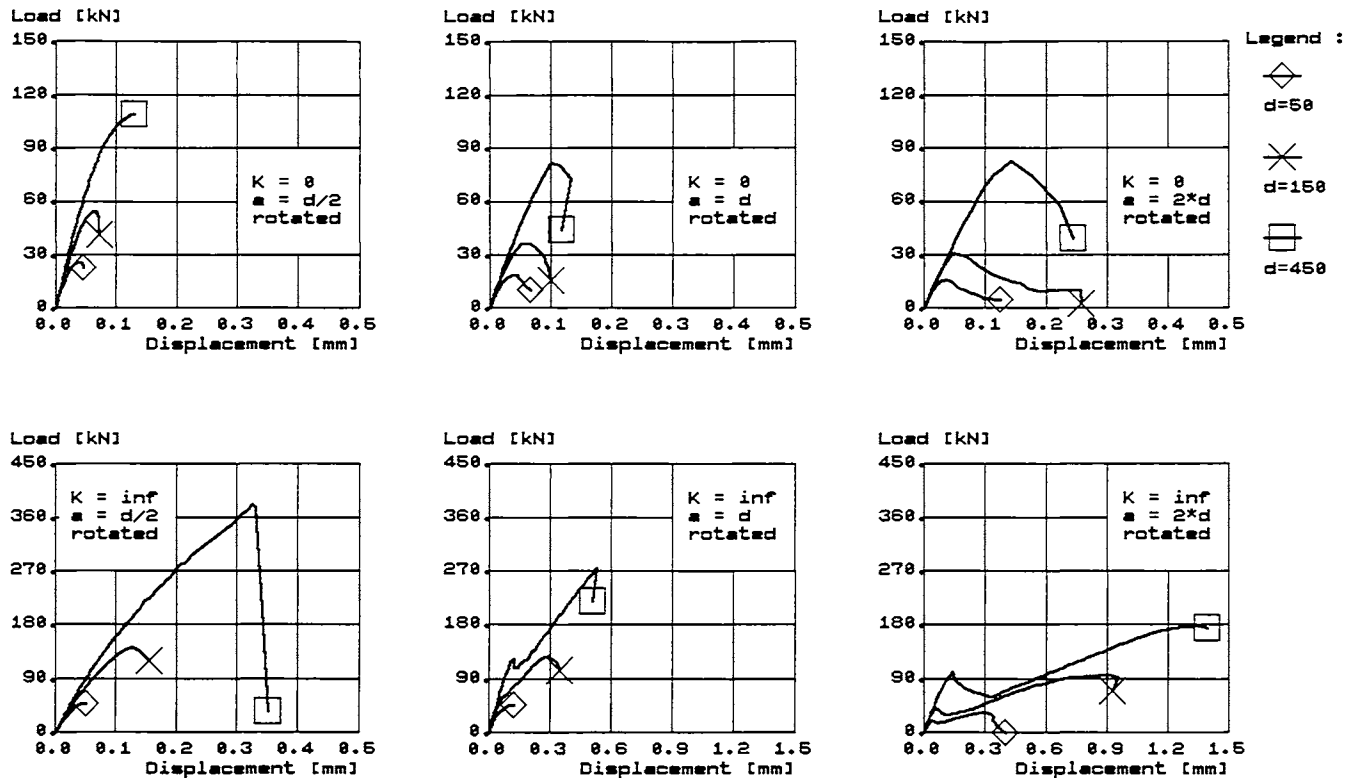 Load [kN]
150
120
90
60
30
0
K = 0
a = d/2
rotated
0.0 0.1 0.2 0.3 0.4 0.5
Displacement [mm]
Load [kN]
150
120
90
60
30
0
K = 0
a = d
rotated
0.0 0.1 0.2 0.3 0.4 0.5
Displacement [mm]
Load [kN]
150
120
90
60
30
0
K = 0
a = 2*d
rotated
0.0 0.1 0.2 0.3 0.4 0.5
Displacement [mm]
Legend :
d=50
d=150
d=450
Load [kN]
450
360
270
180
90
0
K = inf
a = d/2
rotated
0.0 0.1 0.2 0.3 0.4 0.5
Displacement [mm]
Load [kN]
450
360
270
180
90
0
K = inf
a = d
rotated
0.0 0.3 0.6 0.9 1.2 1.5
Displacement [mm]
Load [kN]
450
360
270
180
90
0
K = inf
a = 2*d
rotated
0.0 0.3 0.6 0.9 1.2 1.5
Displacement [mm]